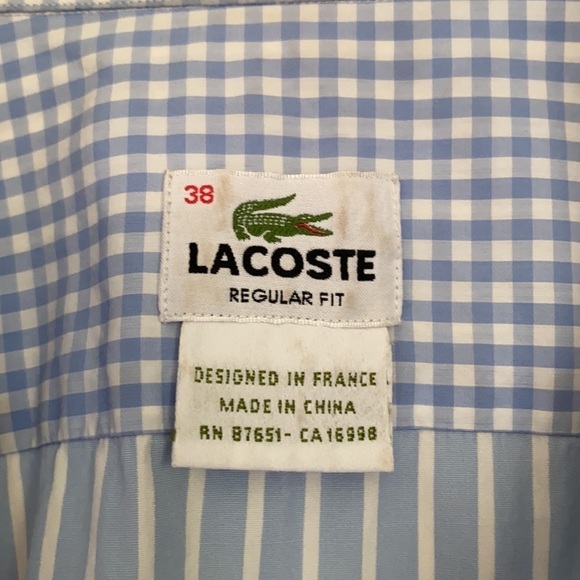 38
LACOSTE
REGULAR FIT
DESIGNED IN FRANCE
MADE IN CHINA
RN 87651- CA16998